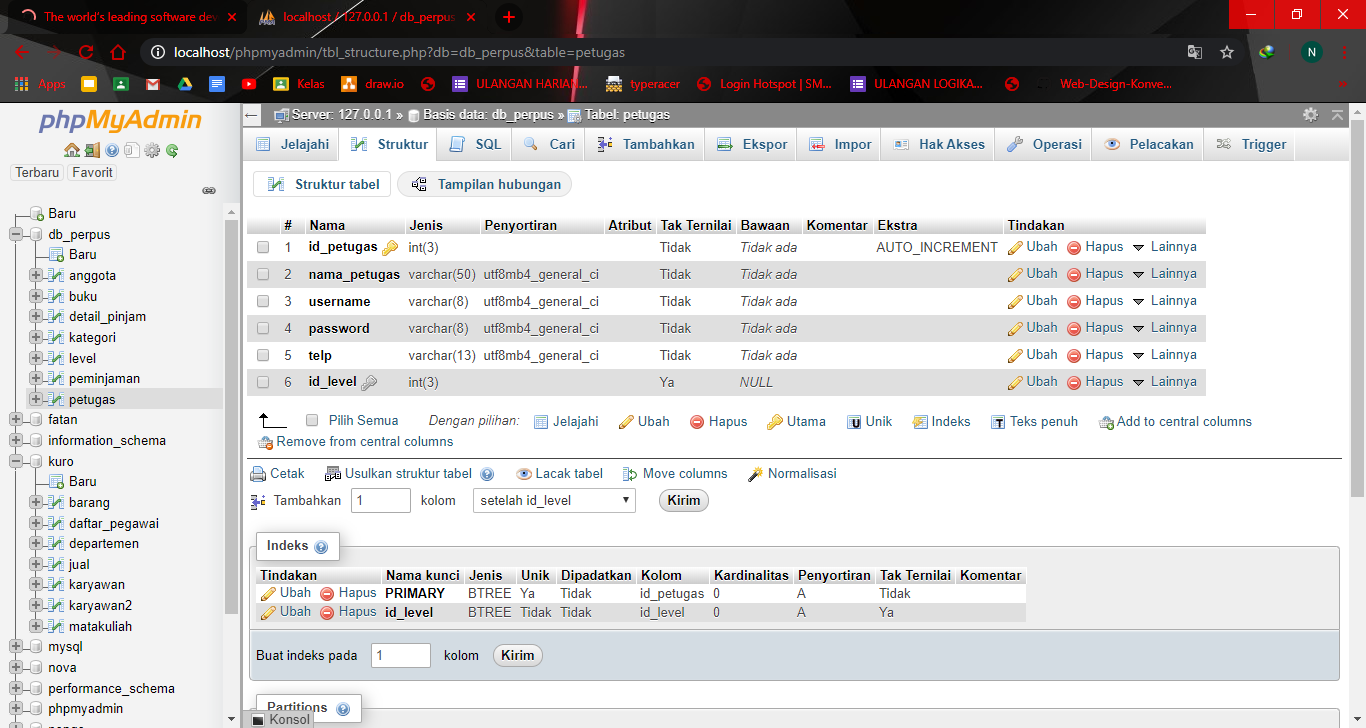 The world's leading software dev
localhost / 127.0.0.1 / db_perpus
localhost/phpmyadmin/tbl_structure.php?db=db_perpus&table=petugas
N
Apps
Kelas
draw.io
ULANGAN HARIAN...
typeracer
Login Hotspot | SM...
ULANGAN LOGIKA...
Web-Design-Konve...
phpMyAdmin
Terbaru Favorit
Baru
db_perpus
Baru
anggota
buku
detail_pinjam
kategori
level
peminjaman
petugas
fatan
information_schema
kuro
Baru
barang
daftar_pegawai
departemen
jual
karyawan
karyawan2
matakuliah
mysql
nova
performance_schema
phpmyadmin
Server: 127.0.0.1 » Basis data: db_perpus » Tabel: petugas
Jelajahi Struktur SQL Cari Tambahkan Ekspor Impor Hak Akses Operasi Pelacakan Trigger
Struktur tabel Tampilan hubungan
# Nama Jenis Penyortiran Atribut Tak Ternilai Bawaan Komentar Ekstra Tindakan
1 id_petugas int(3) Tidak Tidak ada AUTO_INCREMENT Ubah Hapus Lainnya
2 nama_petugas varchar(50) utf8mb4_general_ci Tidak Tidak ada Ubah Hapus Lainnya
3 username varchar(8) utf8mb4_general_ci Tidak Tidak ada Ubah Hapus Lainnya
4 password varchar(8) utf8mb4_general_ci Tidak Tidak ada Ubah Hapus Lainnya
5 telp varchar(13) utf8mb4_general_ci Tidak Tidak ada Ubah Hapus Lainnya
6 id_level int(3) Ya NULL Ubah Hapus Lainnya
Pilih Semua Dengan pilihan: Jelajahi Ubah Hapus Utama Unik Indeks Teks penuh Add to central columns
Remove from central columns
Cetak Usulkan struktur tabel Lacak tabel Move columns Normalisasi
Tambahkan 1 kolom setelah id_level Kirim
Indeks
Tindakan Nama kunci Jenis Unik Dipadatkan Kolom Kardinalitas Penyortiran Tak Ternilai Komentar
Ubah Hapus PRIMARY BTREE Ya Tidak id_petugas 0 A Tidak
Ubah Hapus id_level BTREE Tidak Tidak id_level 0 A Ya
Buat indeks pada 1 kolom Kirim
Partitions
Konsol